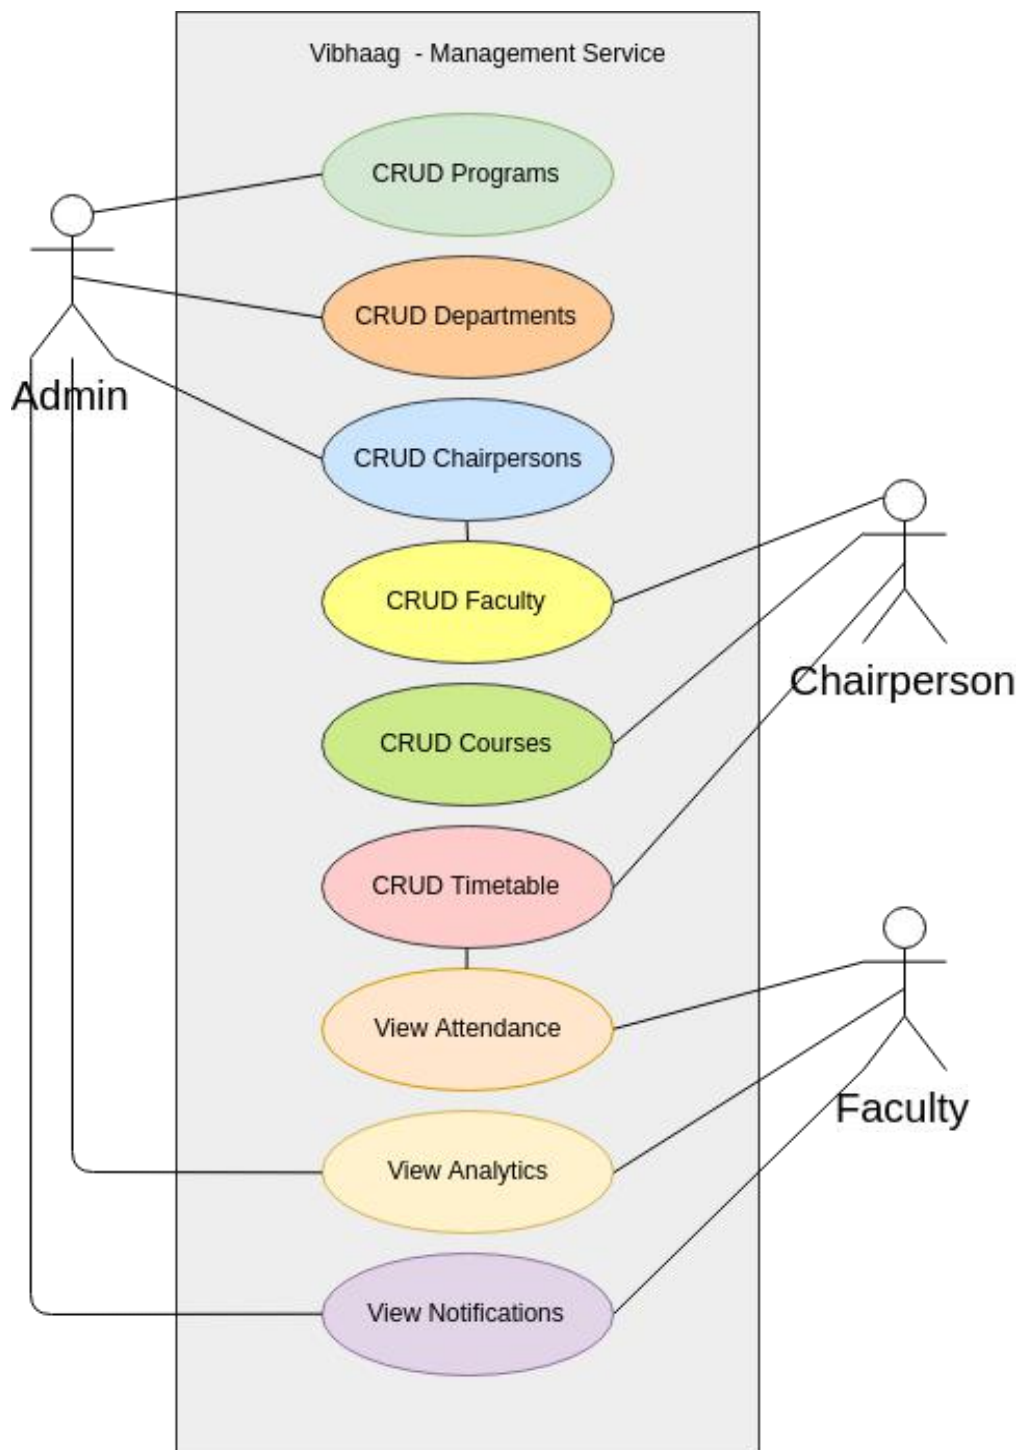 Vibhaag - Management Service
CRUD Programs
CRUD Departments
Admin
CRUD Chairpersons
CRUD Faculty
Chairperson
CRUD Courses
CRUD Timetable
View Attendance
Faculty
View Analytics
View Notifications